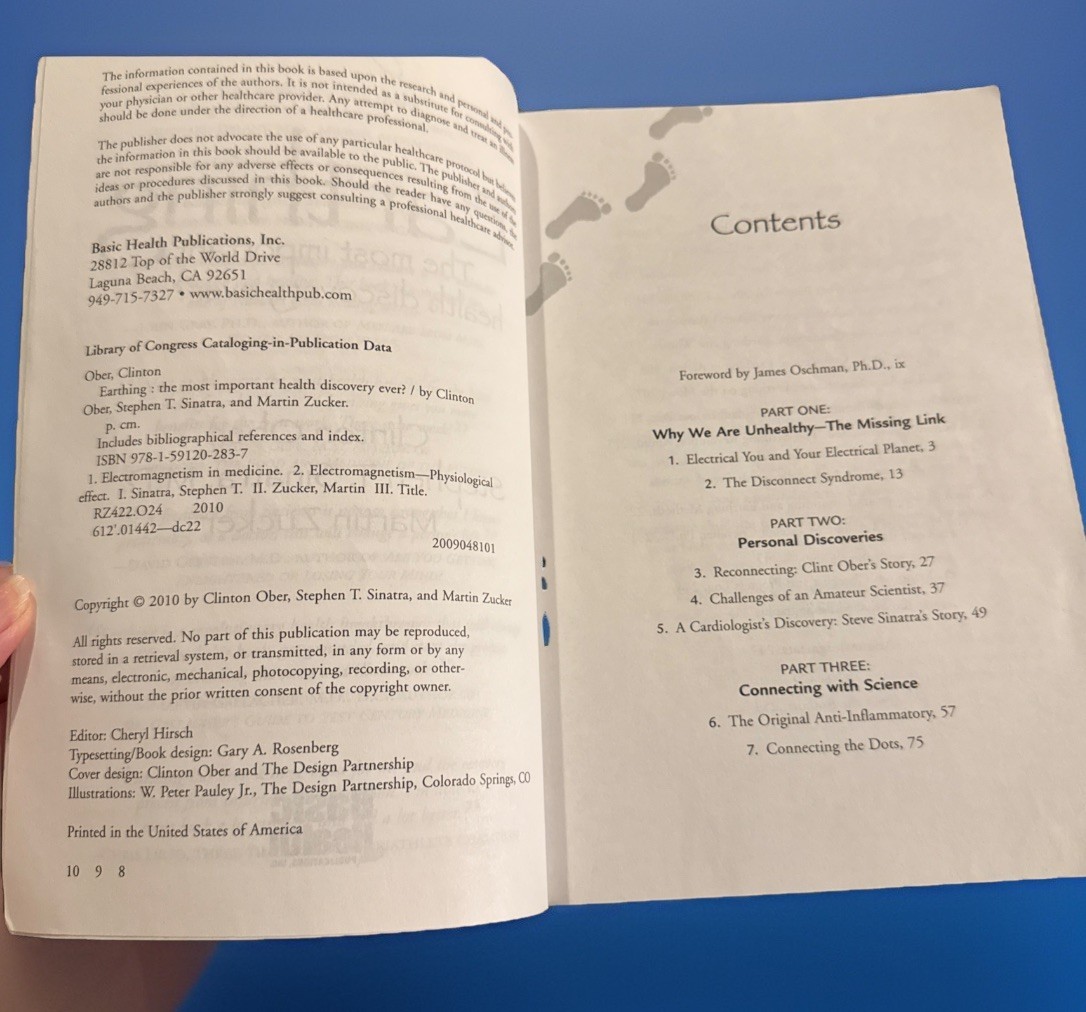 The information contained in this book is based upon the research and personal and pro-
fessional experiences of the authors. It is not intended as a substitute for consulting with
your physician or other healthcare provider. Any attempt to diagnose and treat an illness
should be done under the direction of a healthcare professional.
The publisher does not advocate the use of any particular healthcare protocol but believes
the information in this book should be available to the public. The publisher and authors
are not responsible for any adverse effects or consequences resulting from the use of the
ideas or procedures discussed in this book. Should the reader have any questions, the
authors and the publisher strongly suggest consulting a professional healthcare advisor.
Basic Health Publications, Inc.
28812 Top of the World Drive
Laguna Beach, CA 92651
949-715-7327 • www.basichealthpub.com
Library of Congress Cataloging-in-Publication Data
Ober, Clinton
Earthing : the most important health discovery ever? / by Clinton
Ober, Stephen T. Sinatra, and Martin Zucker.
p. cm.
Includes bibliographical references and index.
ISBN 978-1-59120-283-7
1. Electromagnetism in medicine. 2. Electromagnetism—Physiological
effect. I. Sinatra, Stephen T. II. Zucker, Martin III. Title.
RZ422.O24 2010
612'.01442—dc22
2009048101
Copyright © 2010 by Clinton Ober, Stephen T. Sinatra, and Martin Zucker
All rights reserved. No part of this publication may be reproduced,
stored in a retrieval system, or transmitted, in any form or by any
means, electronic, mechanical, photocopying, recording, or other-
wise, without the prior written consent of the copyright owner.
Editor: Cheryl Hirsch
Typesetting/Book design: Gary A. Rosenberg
Cover design: Clinton Ober and The Design Partnership
Illustrations: W. Peter Pauley Jr., The Design Partnership, Colorado Springs, CO
Printed in the United States of America
10 9 8
Contents
Foreword by James Oschman, Ph.D., ix
PART ONE:
Why We Are Unhealthy—The Missing Link
1. Electrical You and Your Electrical Planet, 3
2. The Disconnect Syndrome, 13
PART TWO:
Personal Discoveries
3. Reconnecting: Clint Ober's Story, 27
4. Challenges of an Amateur Scientist, 37
5. A Cardiologist's Discovery: Steve Sinatra's Story, 49
PART THREE:
Connecting with Science
6. The Original Anti-Inflammatory, 57
7. Connecting the Dots, 75